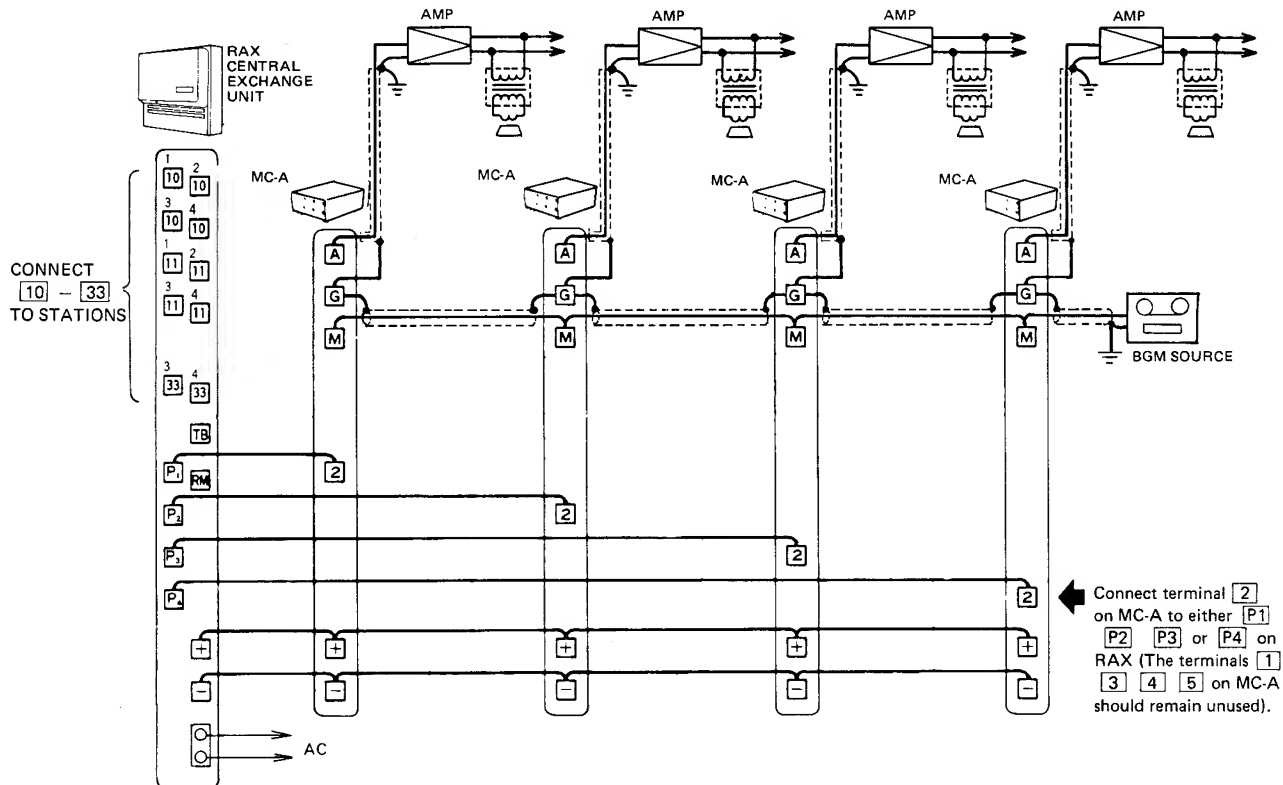 AMP
AMP
AMP
AMP
RAX
CENTRAL
EXCHANGE
UNIT
MC-A
MC-A
MC-A
MC-A
1 2
10 10
3 4
10 10
1 2
11 11
3 4
11 11
3 4
33 33
CONNECT
10 – 33
TO STATIONS
A A A A
G G G G
M M M M
BGM SOURCE
TB
P1 2
RM
P2 2
P3 2
P4 2
+ + + + +
− − − − −
AC
Connect terminal 2
on MC-A to either P1
P2 P3 or P4 on
RAX (The terminals 1
3 4 5 on MC-A
should remain unused).